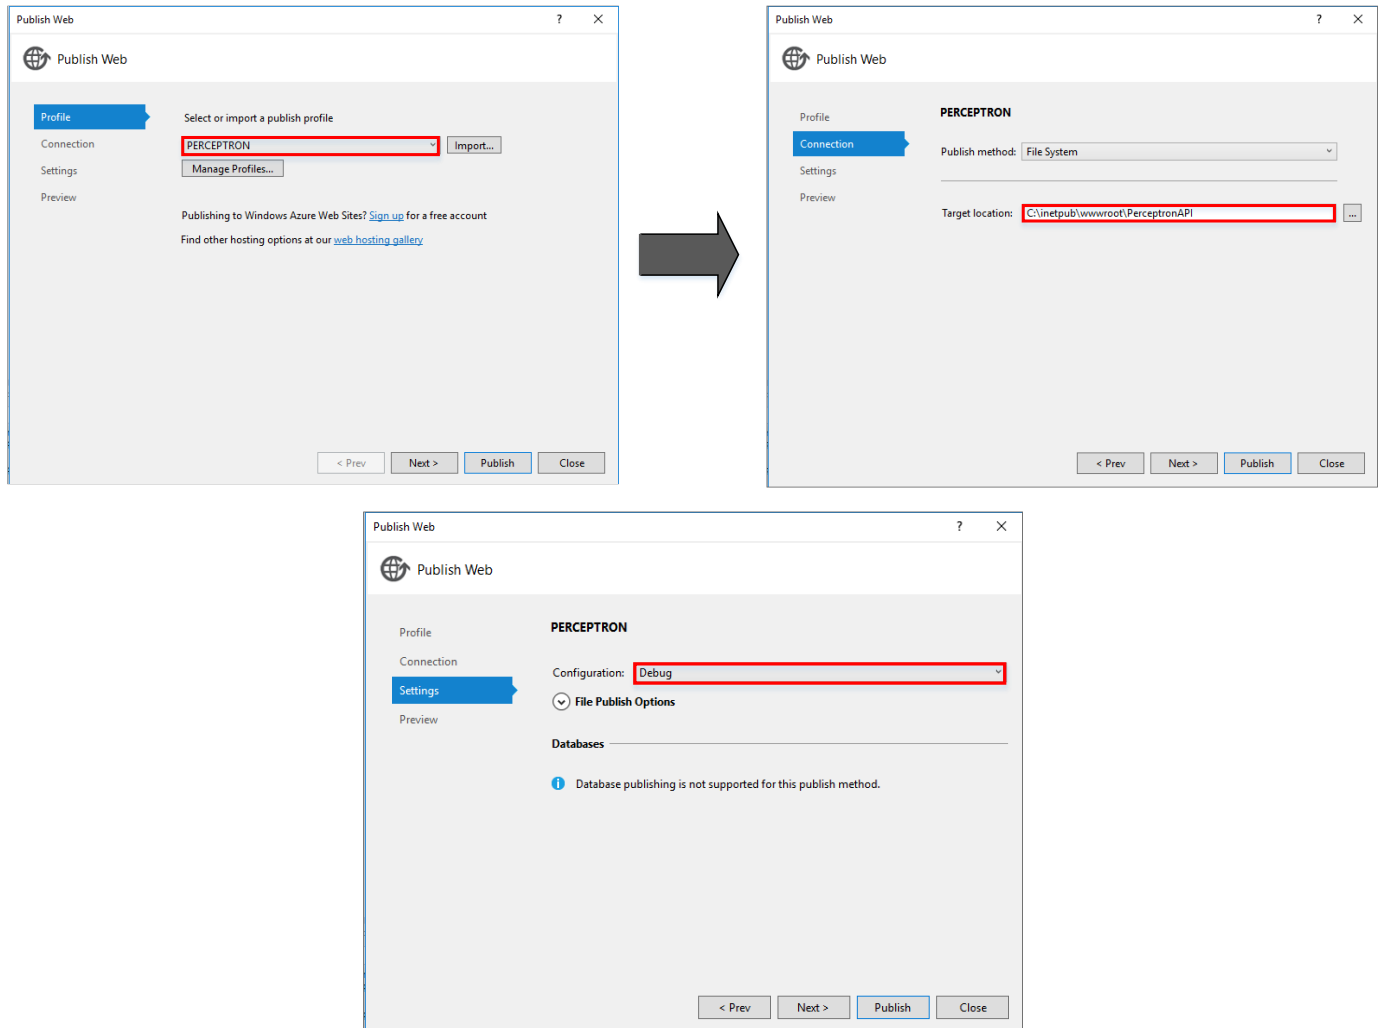 Publish Web
?
Publish Web
Profile
Connection
Settings
Preview
Select or import a publish profile
PERCEPTRON
Import...
Manage Profiles...
Publishing to Windows Azure Web Sites? Sign up for a free account
Find other hosting options at our web hosting gallery
< Prev
Next >
Publish
Close
Publish Web
?
Publish Web
Profile
Connection
Settings
Preview
PERCEPTRON
Publish method: File System
Target location: C:\inetpub\wwwroot\PerceptronAPI
...
< Prev
Next >
Publish
Close
Publish Web
?
Publish Web
Profile
Connection
Settings
Preview
PERCEPTRON
Configuration: Debug
File Publish Options
Databases
Database publishing is not supported for this publish method.
< Prev
Next >
Publish
Close